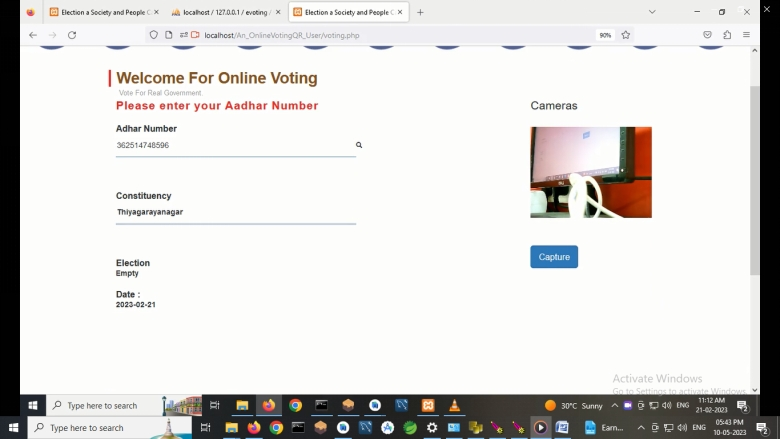 Election a Society and People C
localhost / 127.0.0.1 / evoting /
Election a Society and People C
localhost/An_OnlineVotingQR_User/voting.php
90%
Welcome For Online Voting
Vote For Real Government.
Please enter your Aadhar Number
Cameras
Adhar Number
362514748596
Constituency
Thiyagarayanagar
Capture
Election
Empty
Date :
2023-02-21
Activate Windows
Go to Settings to activate Windows.
Type here to search
30°C Sunny
ENG
11:12 AM
21-02-2023
2
Type here to search
Earn...
ENG
05:43 PM
10-05-2023
2